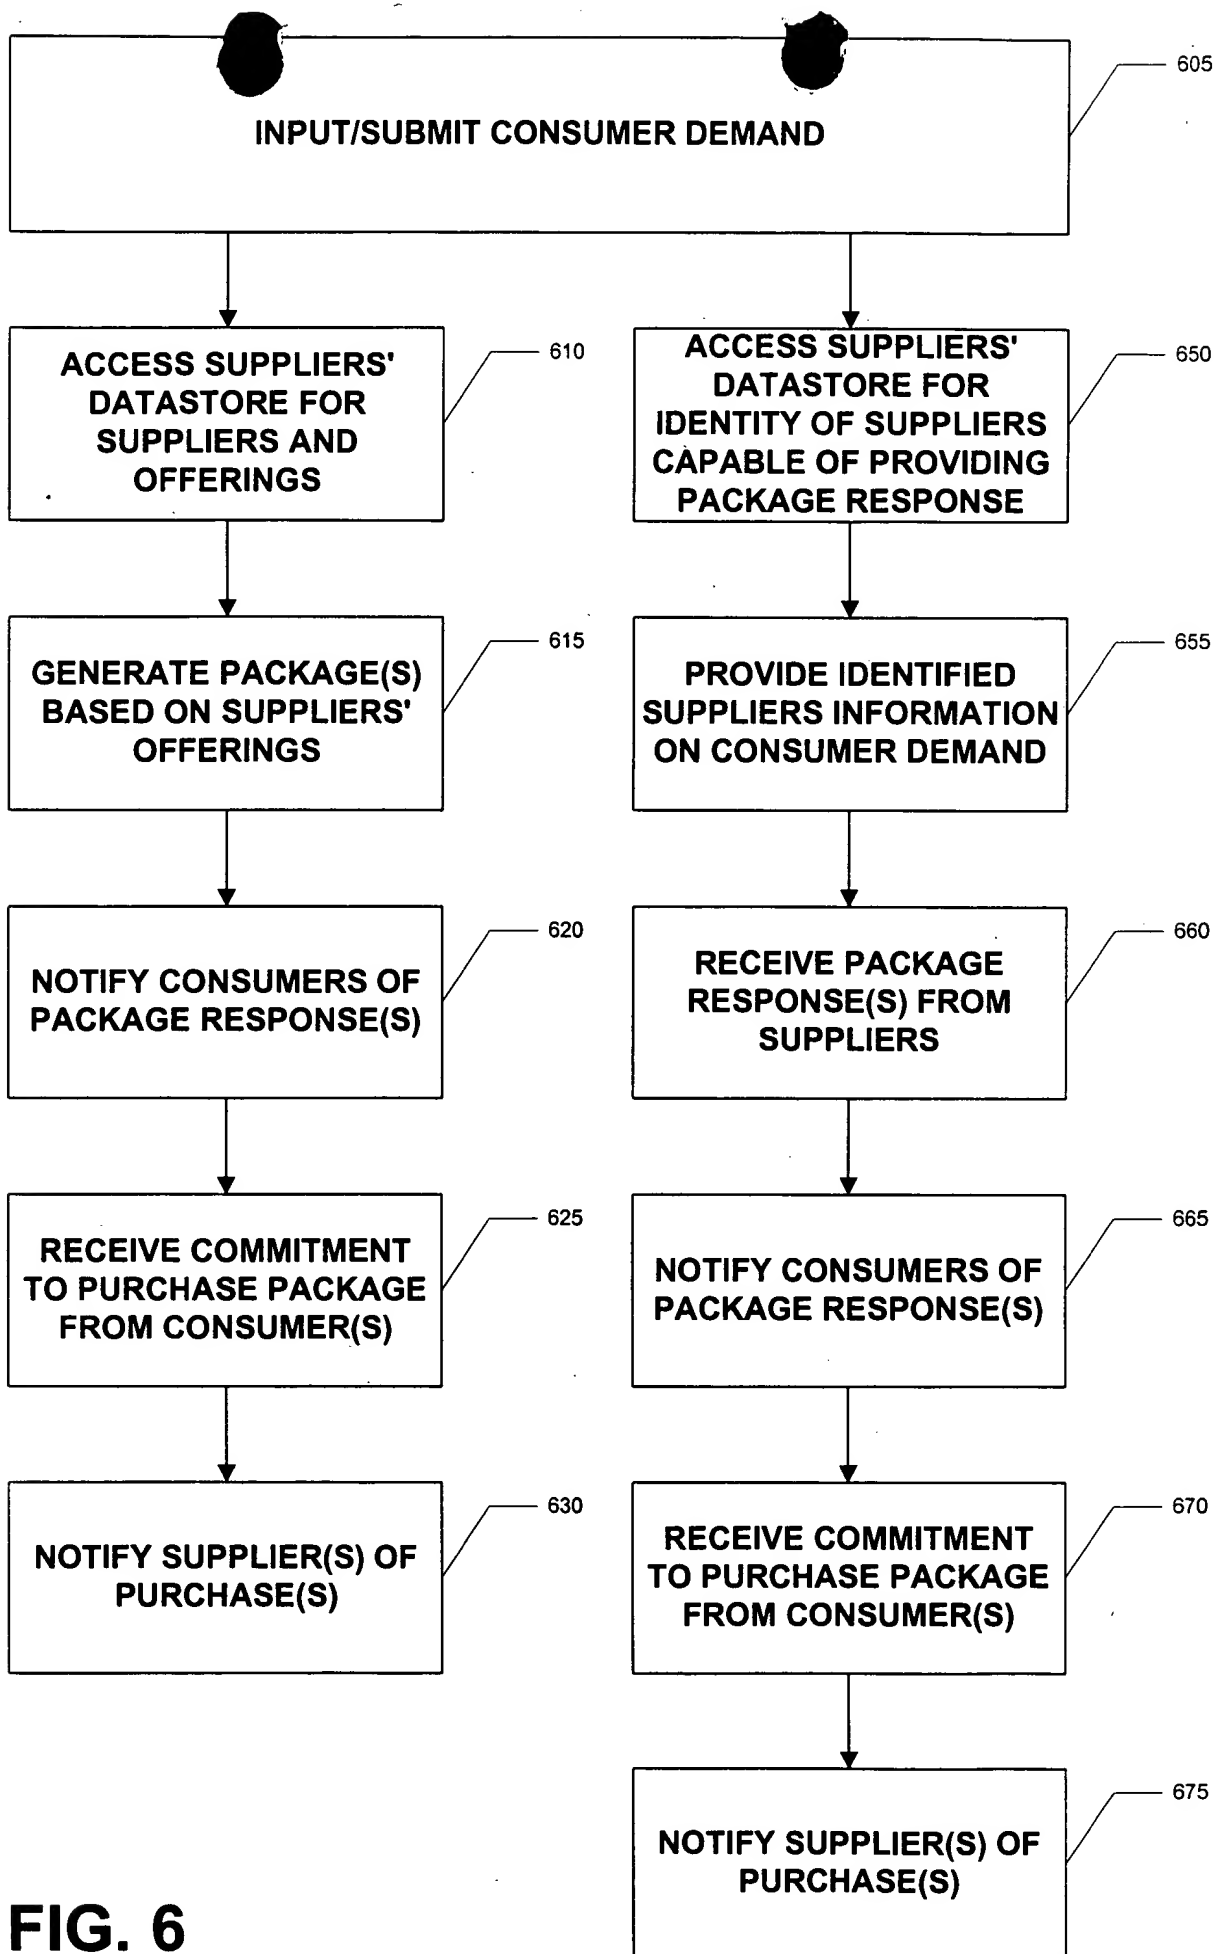 605
INPUT/SUBMIT CONSUMER DEMAND
ACCESS SUPPLIERS'
DATASTORE FOR
SUPPLIERS AND
OFFERINGS
610
ACCESS SUPPLIERS'
DATASTORE FOR
IDENTITY OF SUPPLIERS
CAPABLE OF PROVIDING
PACKAGE RESPONSE
650
GENERATE PACKAGE(S)
BASED ON SUPPLIERS'
OFFERINGS
615
PROVIDE IDENTIFIED
SUPPLIERS INFORMATION
ON CONSUMER DEMAND
655
NOTIFY CONSUMERS OF
PACKAGE RESPONSE(S)
620
RECEIVE PACKAGE
RESPONSE(S) FROM
SUPPLIERS
660
RECEIVE COMMITMENT
TO PURCHASE PACKAGE
FROM CONSUMER(S)
625
NOTIFY CONSUMERS OF
PACKAGE RESPONSE(S)
665
NOTIFY SUPPLIER(S) OF
PURCHASE(S)
630
RECEIVE COMMITMENT
TO PURCHASE PACKAGE
FROM CONSUMER(S)
670
NOTIFY SUPPLIER(S) OF
PURCHASE(S)
675
FIG. 6